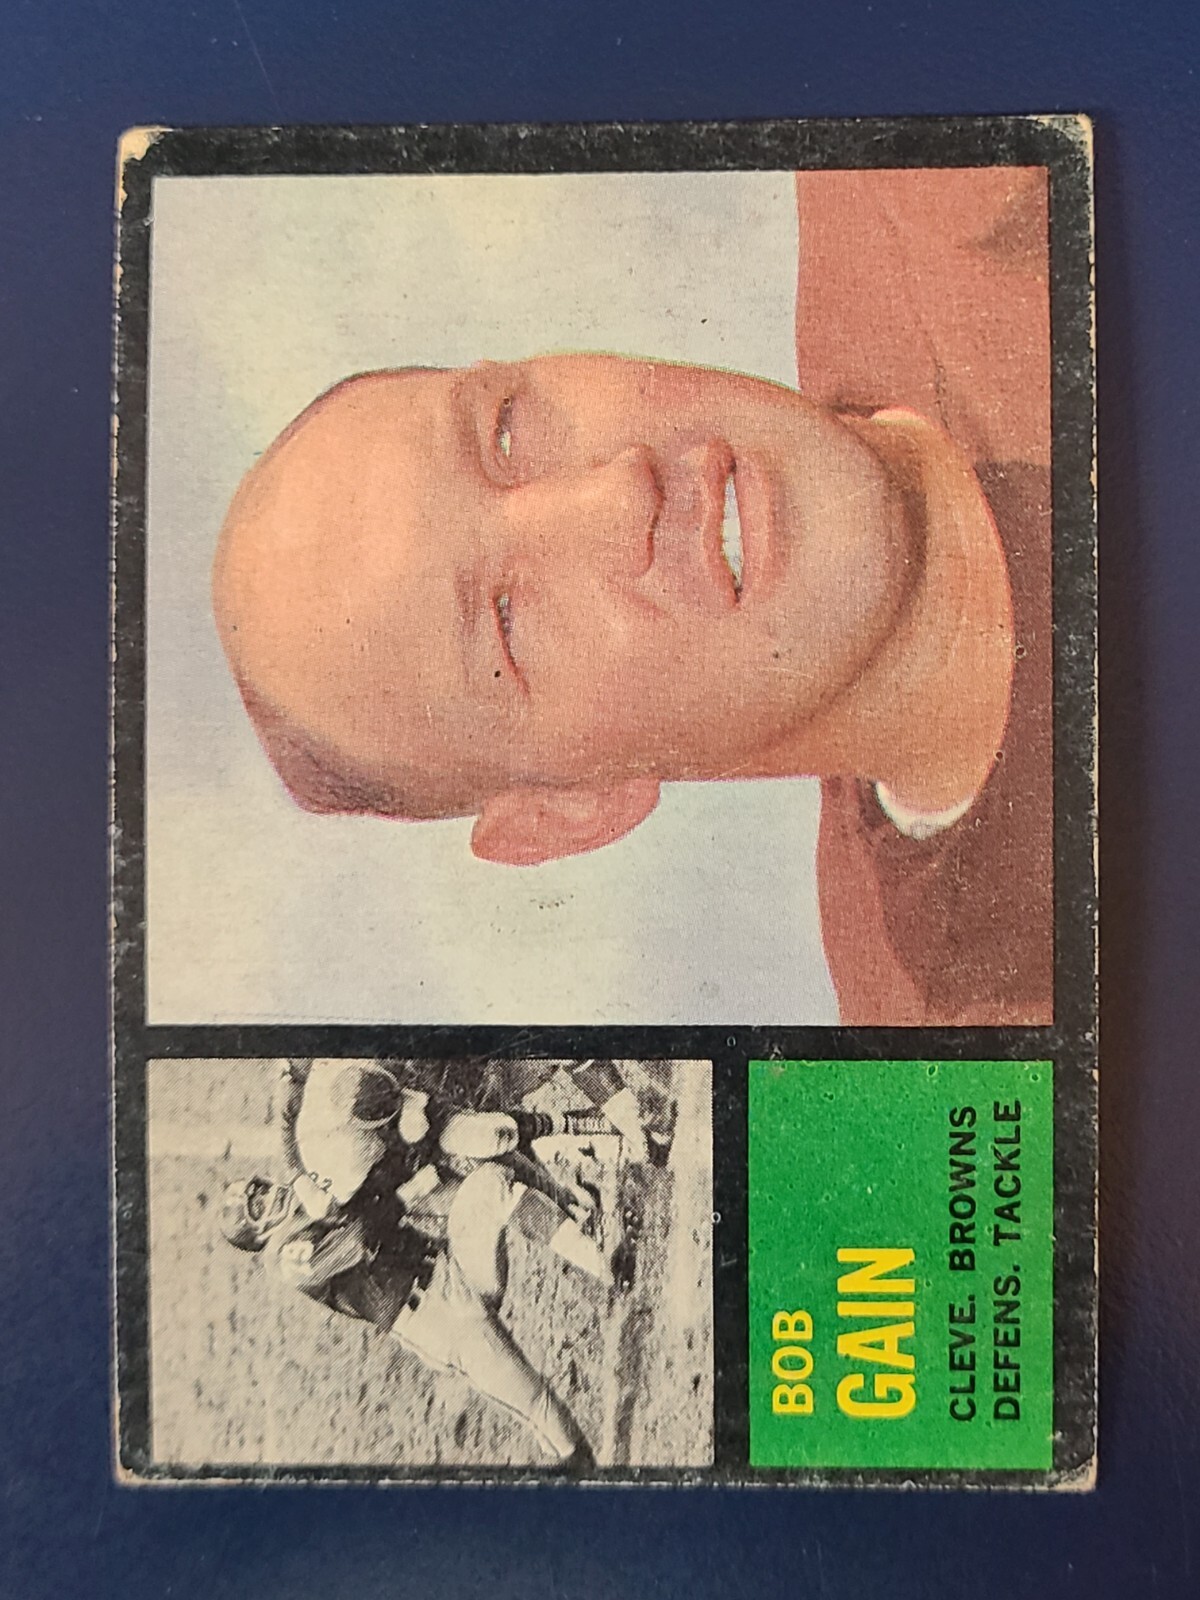 BOB
GAIN
CLEVE. BROWNS
DEFENS. TACKLE